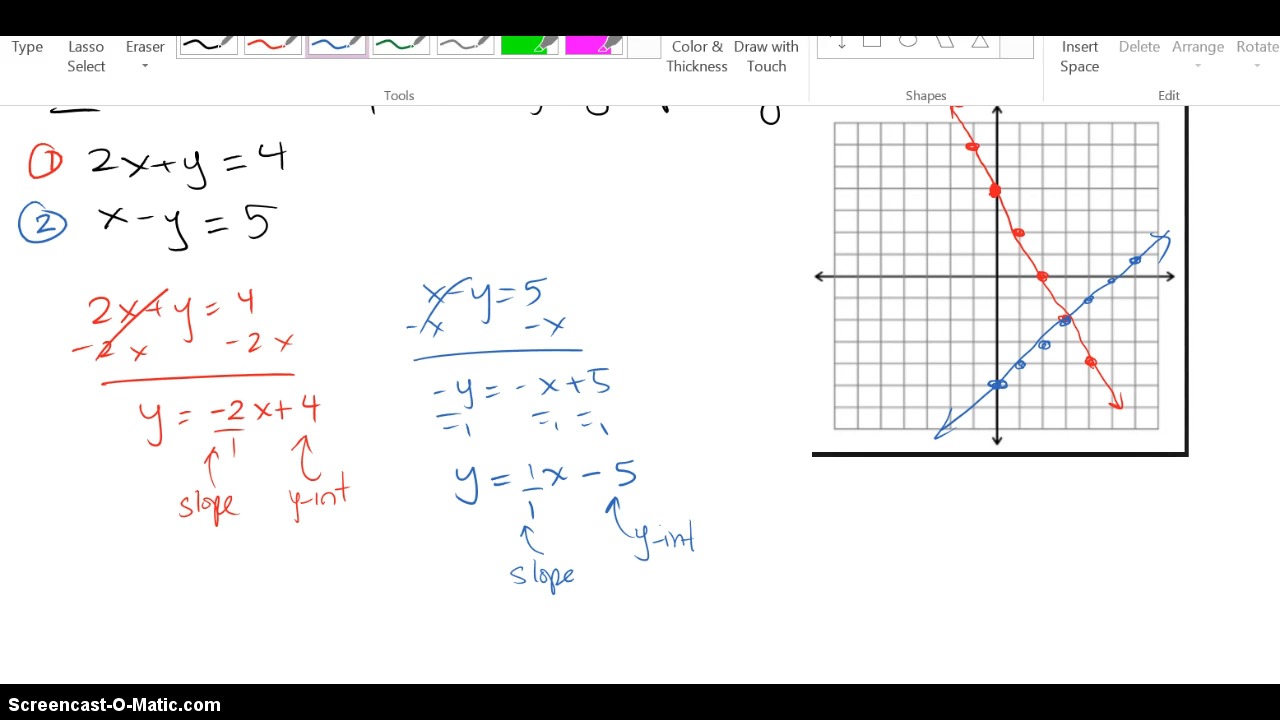 Type
Lasso Select
Eraser
Color & Thickness
Draw with Touch
Insert Space
Delete
Arrange
Rotate
Tools
Shapes
Edit
① 2x+y=4
② x-y=5
2x+y=4
-2x -2x
y=-2/1x+4
slope
y-int
x-y=5
-x -x
-y=-x+5
-1 -1 -1
y=1/1x-5
slope
y-int
Screencast-O-Matic.com